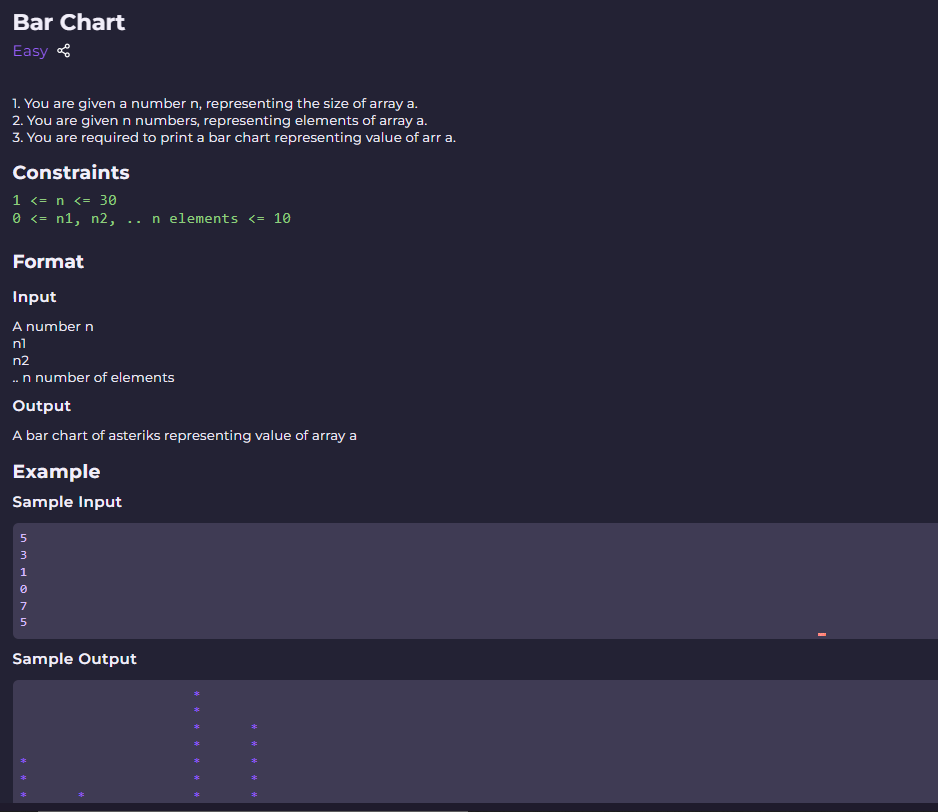 Bar Chart
Easy
1. You are given a number n, representing the size of array a.
2. You are given n numbers, representing elements of array a.
3. You are required to print a bar chart representing value of arr a.
Constraints
1 <= n <= 30
0 <= n1, n2, .. n elements <= 10
Format
Input
A number n
n1
n2
.. n number of elements
Output
A bar chart of asteriks representing value of array a
Example
Sample Input
5
3
1
0
7
5
Sample Output
			*
			*
			*	*
			*	*
*			*	*
*			*	*
*	*		*	*